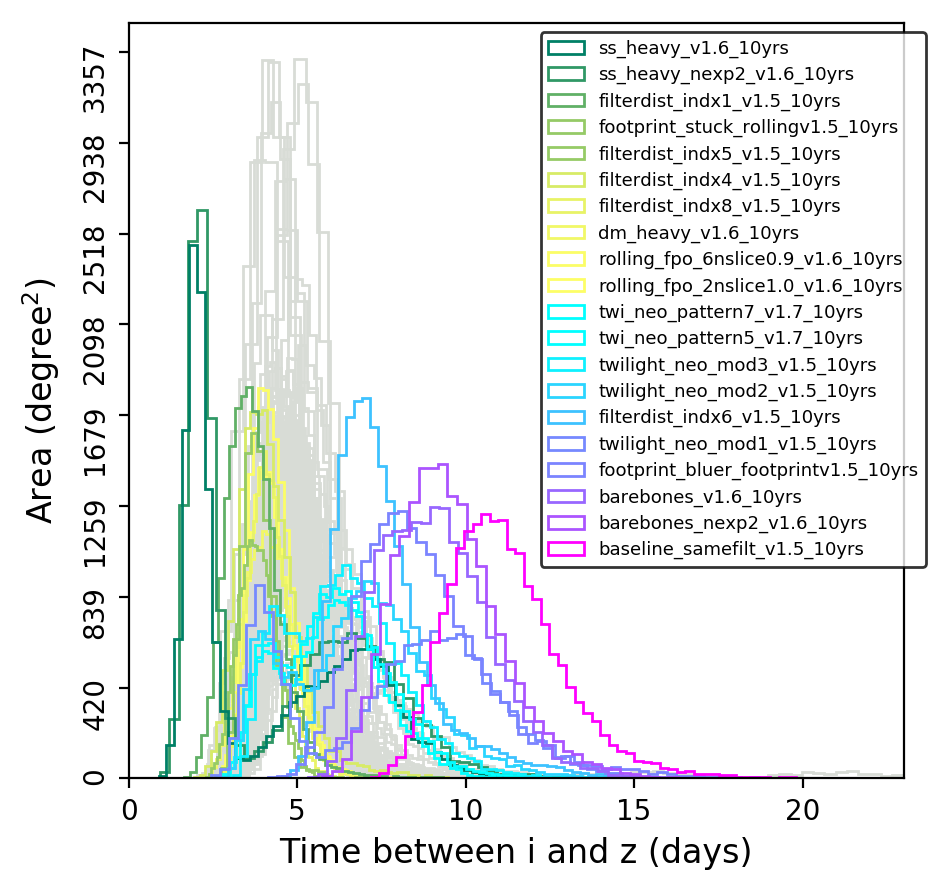 3357
2938
2518
2098
1679
1259
839
420
0
Area (degree²)
ss_heavy_v1.6_10yrs
ss_heavy_nexp2_v1.6_10yrs
filterdist_indx1_v1.5_10yrs
footprint_stuck_rollingv1.5_10yrs
filterdist_indx5_v1.5_10yrs
filterdist_indx4_v1.5_10yrs
filterdist_indx8_v1.5_10yrs
dm_heavy_v1.6_10yrs
rolling_fpo_6nslice0.9_v1.6_10yrs
rolling_fpo_2nslice1.0_v1.6_10yrs
twi_neo_pattern7_v1.7_10yrs
twi_neo_pattern5_v1.7_10yrs
twilight_neo_mod3_v1.5_10yrs
twilight_neo_mod2_v1.5_10yrs
filterdist_indx6_v1.5_10yrs
twilight_neo_mod1_v1.5_10yrs
footprint_bluer_footprintv1.5_10yrs
barebones_v1.6_10yrs
barebones_nexp2_v1.6_10yrs
baseline_samefilt_v1.5_10yrs
0 5 10 15 20
Time between i and z (days)